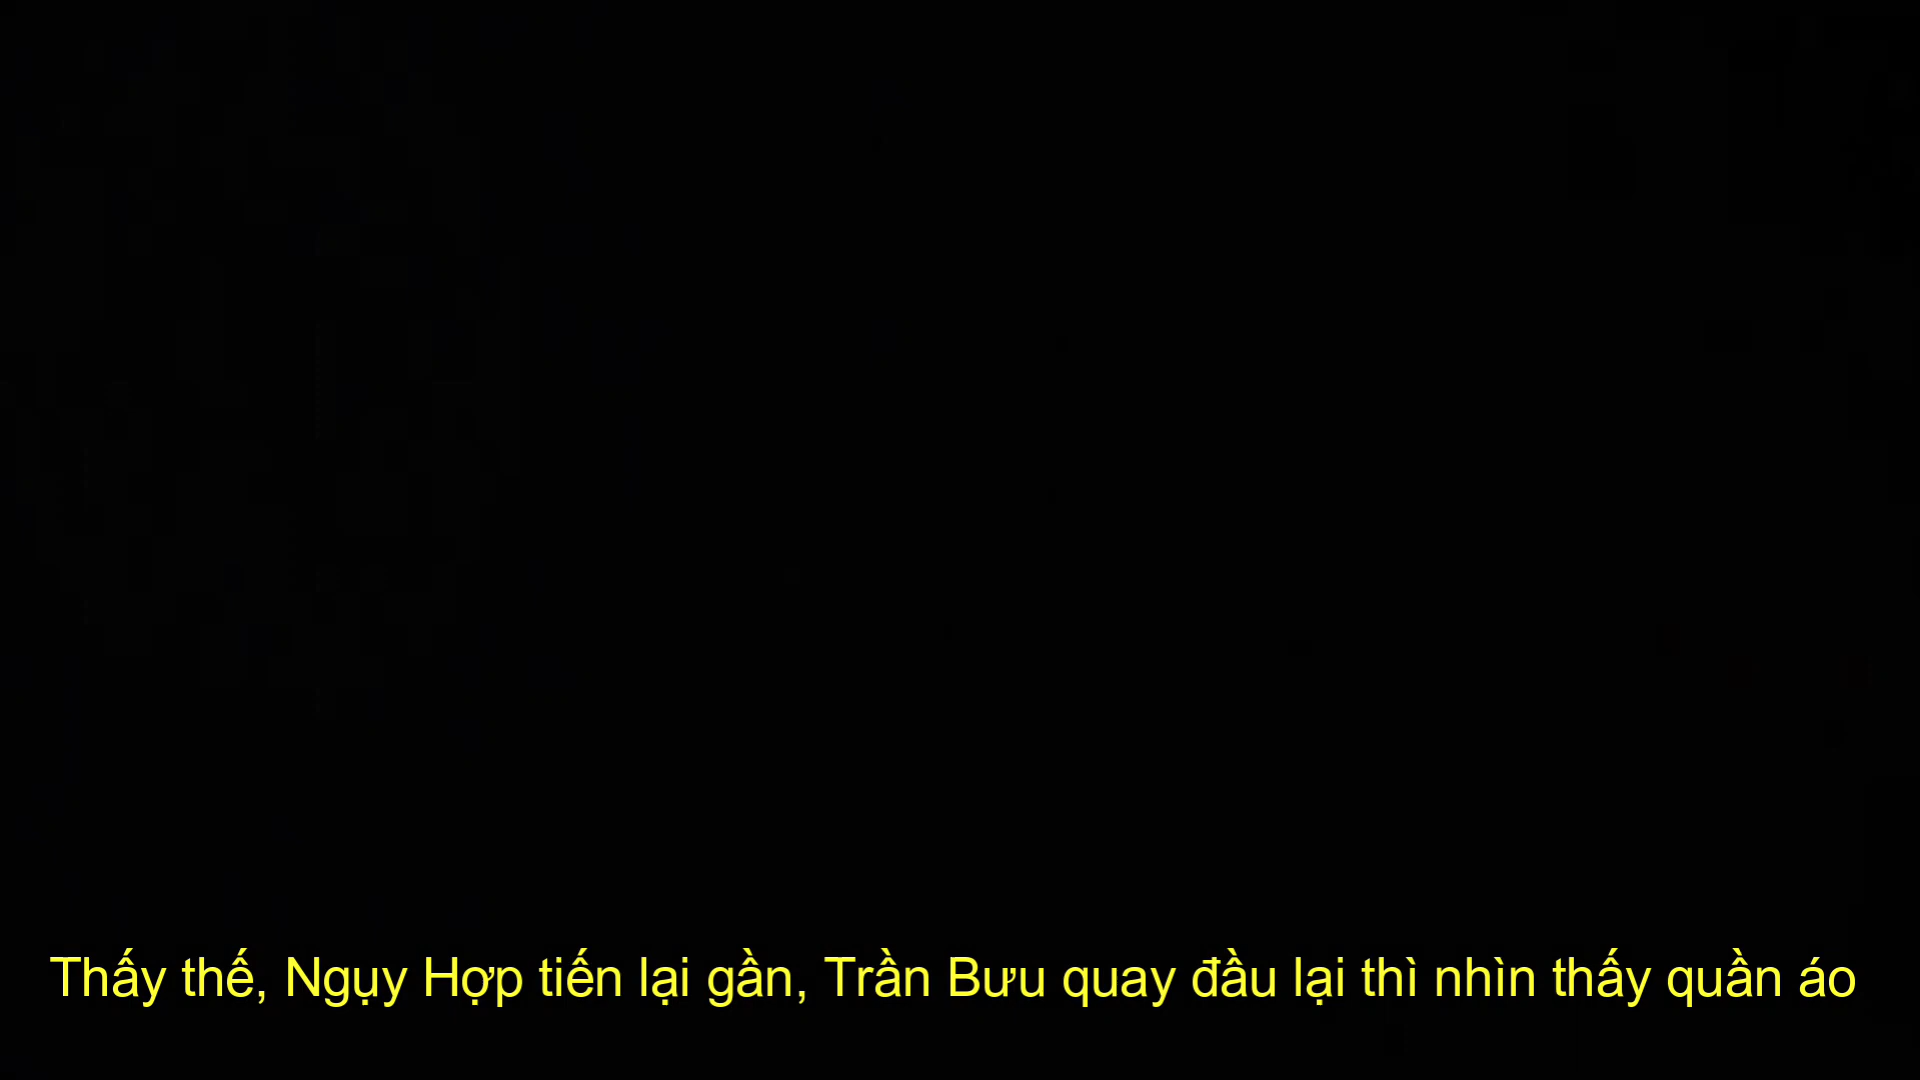 Thấy thế, Ngụy Hợp tiến lại gần, Trần Bưu quay đầu lại thì nhìn thấy quần áo